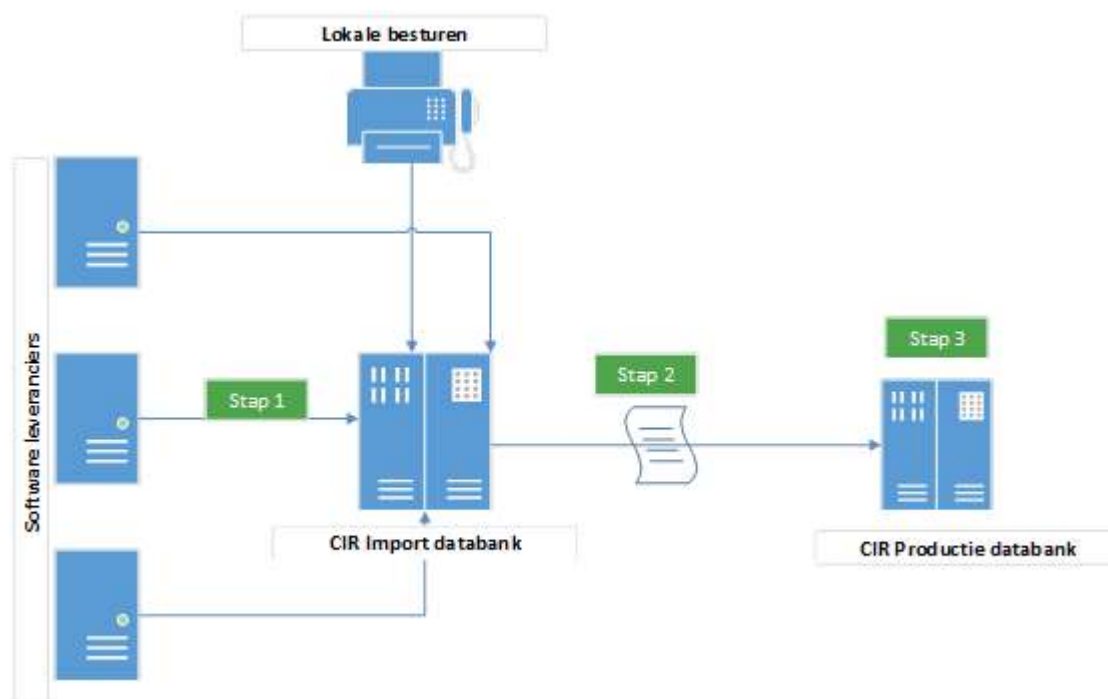 Lokale besturen
Software leveranciers
Stap 1
Stap 2
Stap 3
CIR Import databank
CIR Productie databank